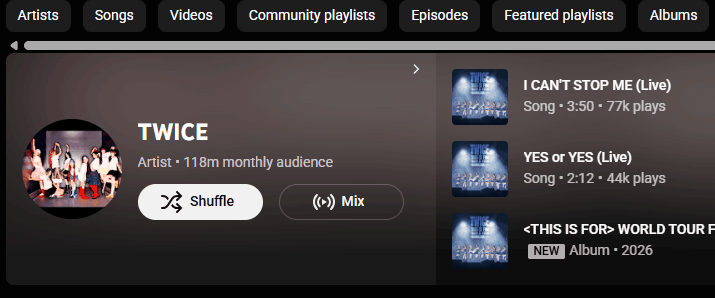 Artists Songs Videos Community playlists Episodes Featured playlists Albums
TWICE
Artist • 118m monthly audience
Shuffle Mix
I CAN'T STOP ME (Live)
Song • 3:50 • 77k plays
YES or YES (Live)
Song • 2:12 • 44k plays
<THIS IS FOR> WORLD TOUR F
NEW Album • 2026